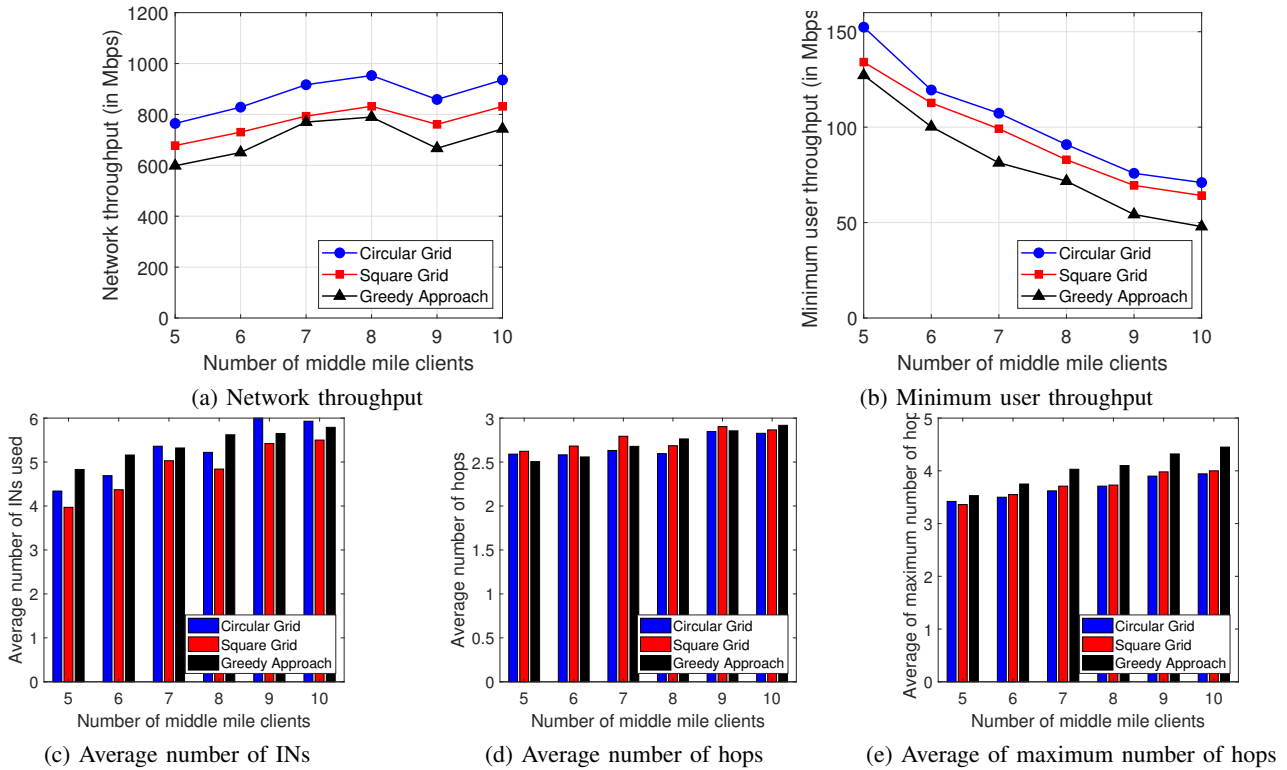 Network throughput (in Mbps)
1200
1000
800
600
400
200
0
Circular Grid
Square Grid
Greedy Approach
5 6 7 8 9 10
Number of middle mile clients
(a) Network throughput
Minimum user throughput (in Mbps
150
100
50
0
Circular Grid
Square Grid
Greedy Approach
5 6 7 8 9 10
Number of middle mile clients
(b) Minimum user throughput
Average number of INs used
6
5
4
3
2
1
0
Circular Grid
Square Grid
Greedy Approach
5 6 7 8 9 10
Number of middle mile clients
(c) Average number of INs
Average number of hops
3
2.5
2
1.5
1
0.5
0
Circular Grid
Square Grid
Greedy Approach
5 6 7 8 9 10
Number of middle mile clients
(d) Average number of hops
Average of maximum number of hop
5
4
3
2
1
0
Circular Grid
Square Grid
Greedy Approach
5 6 7 8 9 10
Number of middle mile clients
(e) Average of maximum number of hops